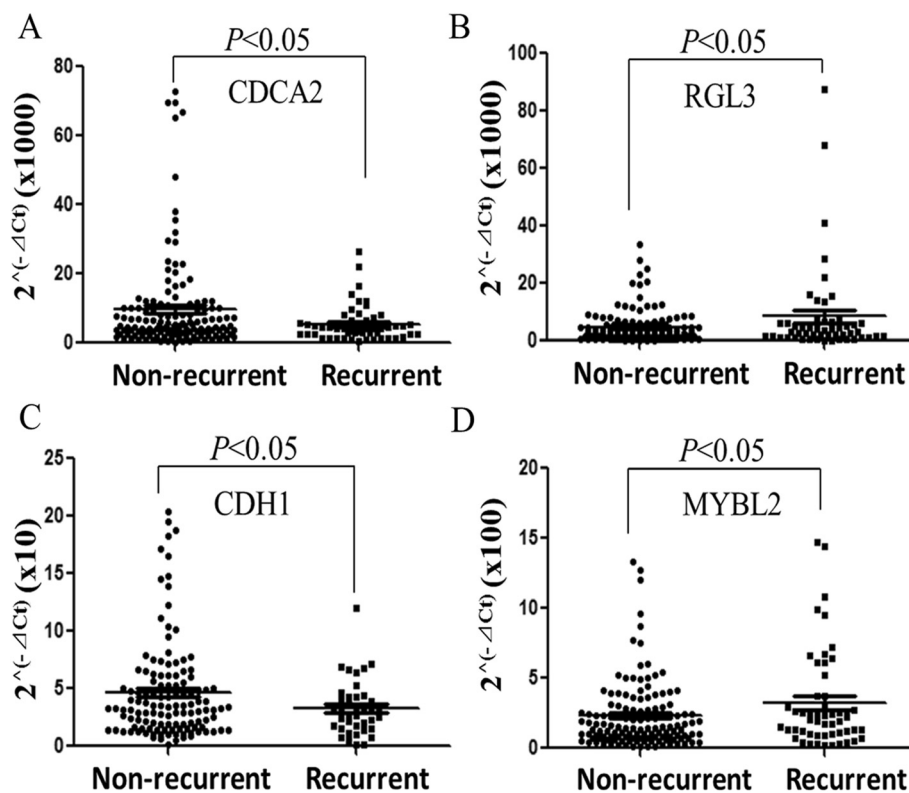 A
P<0.05
CDCA2
2^(-ΔCt) (x1000)
80
60
40
20
0
Non-recurrent Recurrent
B
P<0.05
RGL3
2^(-ΔCt) (x1000)
100
80
60
40
20
0
Non-recurrent Recurrent
C
P<0.05
CDH1
2^(-ΔCt) (x10)
25
20
15
10
5
0
Non-recurrent Recurrent
D
P<0.05
MYBL2
2^(-ΔCt) (x100)
20
15
10
5
0
Non-recurrent Recurrent